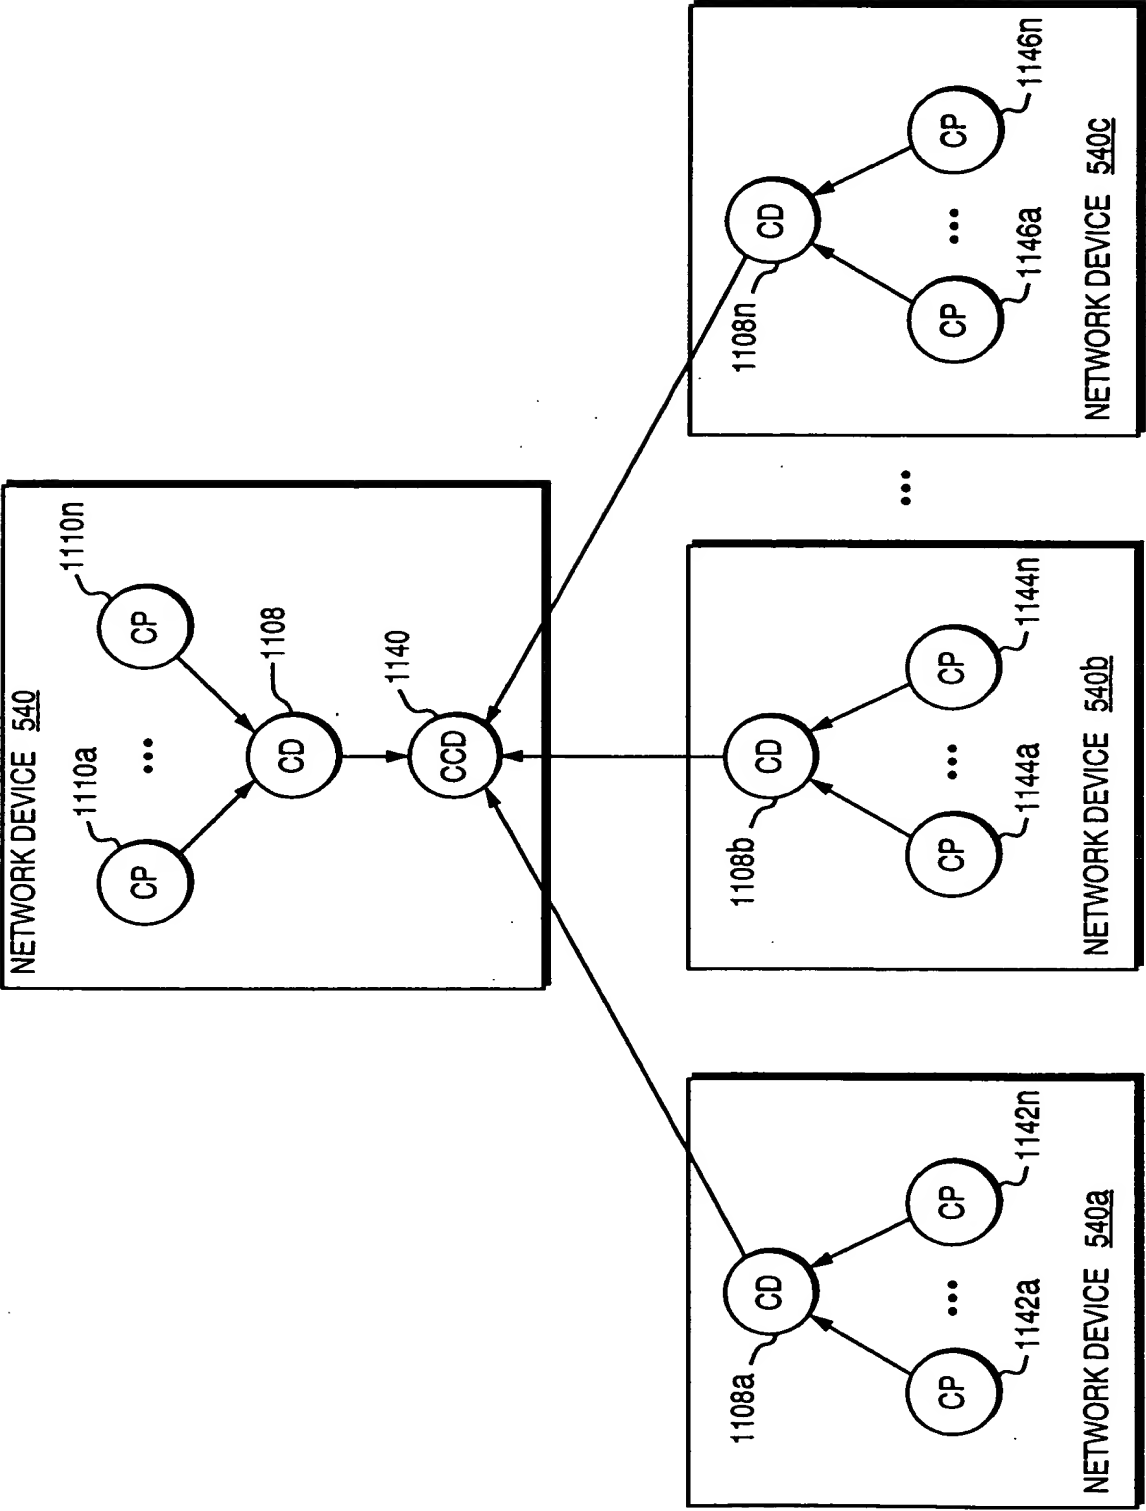 NETWORK DEVICE 540
1110a
1110n
CP
•••
CP
CD
1108
CCD
1140
1108a
CD
CP
•••
CP
1142a
1142n
NETWORK DEVICE 540a
1108b
CD
CP
•••
CP
1144a
1144n
NETWORK DEVICE 540b
•••
1108n
CD
CP
•••
CP
1146a
1146n
NETWORK DEVICE 540c